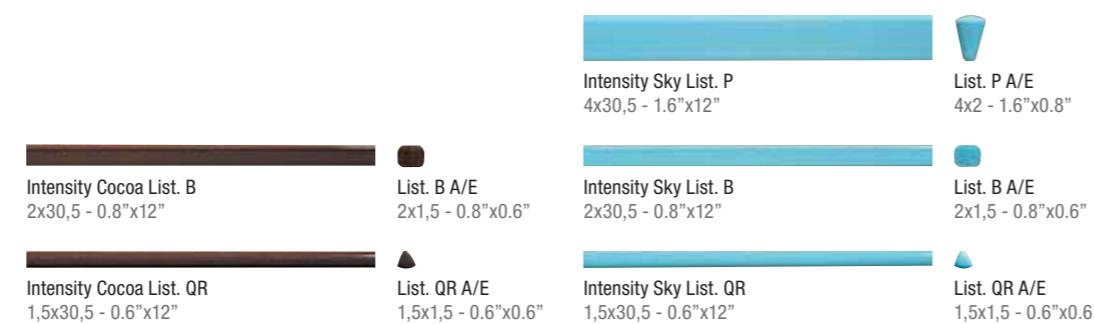 Intensity Sky List. P
4x30,5 - 1.6”x12”
List. P A/E
4x2 - 1.6”x0.8”
Intensity Cocoa List. B
2x30,5 - 0.8”x12”
List. B A/E
2x1,5 - 0.8”x0.6”
Intensity Sky List. B
2x30,5 - 0.8”x12”
List. B A/E
2x1,5 - 0.8”x0.6”
Intensity Cocoa List. QR
1,5x30,5 - 0.6”x12”
List. QR A/E
1,5x1,5 - 0.6”x0.6”
Intensity Sky List. QR
1,5x30,5 - 0.6”x12”
List. QR A/E
1,5x1,5 - 0.6”x0.6